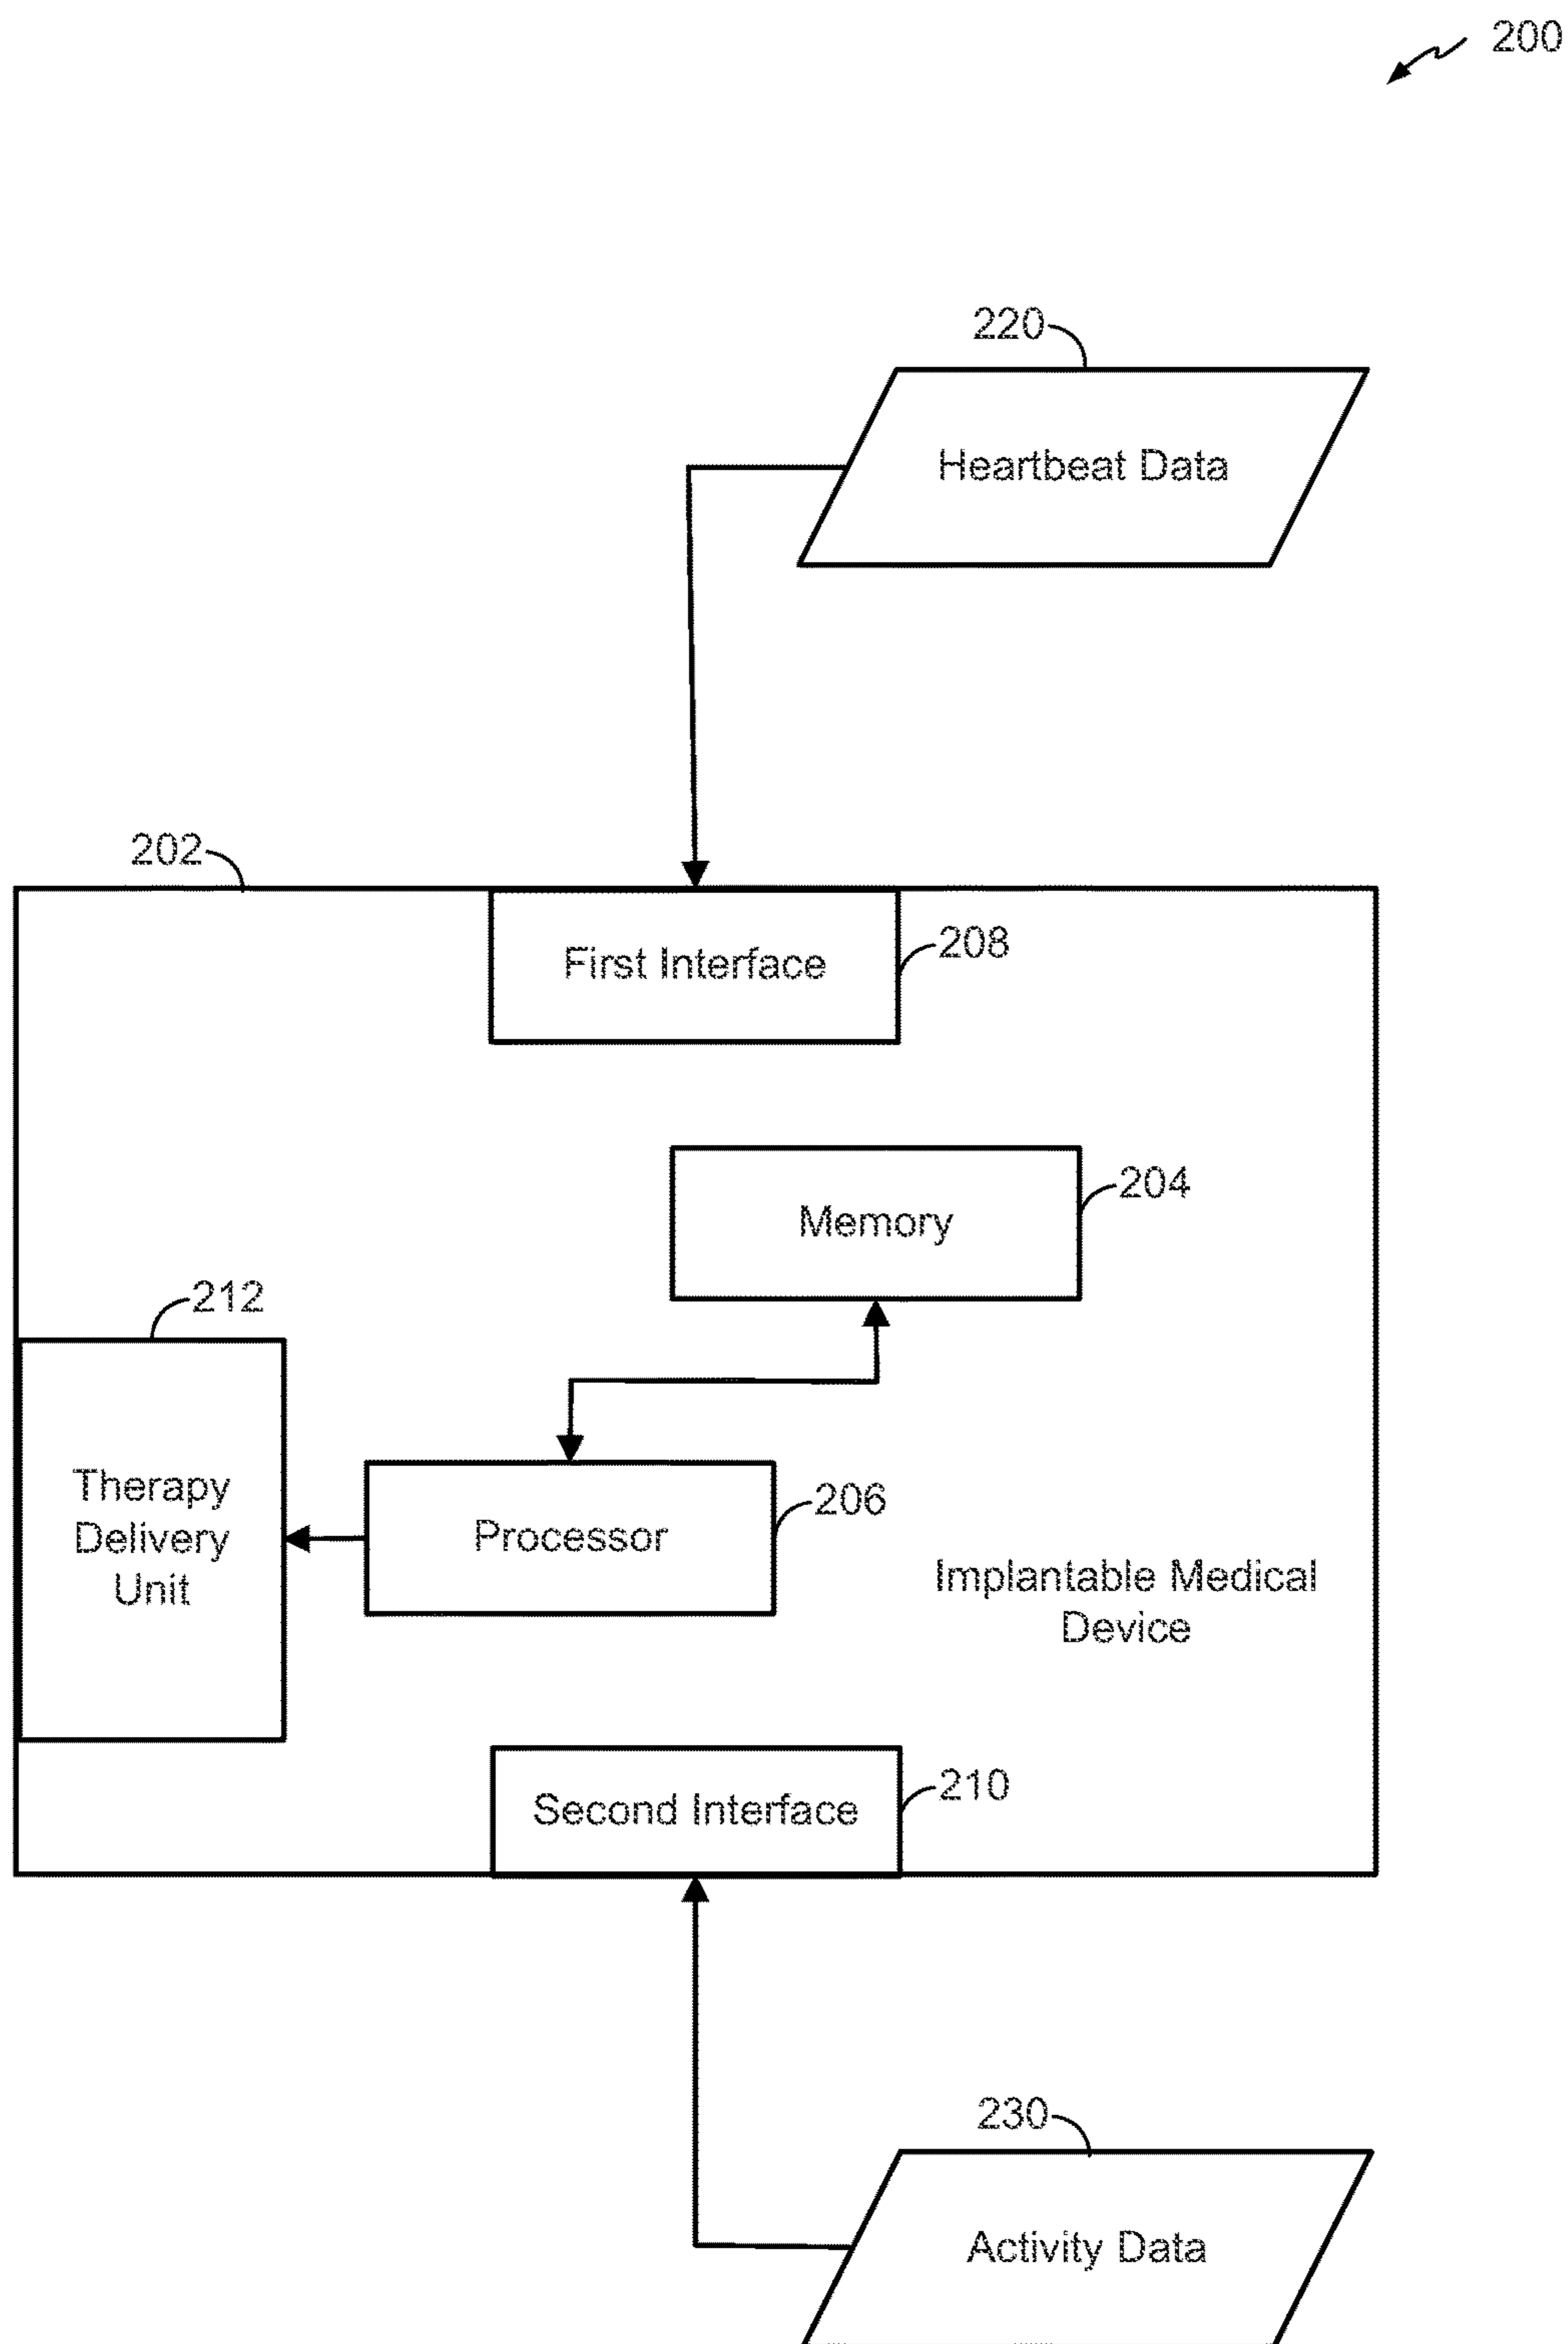 200
220
Heartbeat Data
202
First Interface
208
Memory
204
212
Therapy
Delivery
Unit
Processor
206
Implantable Medical
Device
Second Interface
210
230
Activity Data